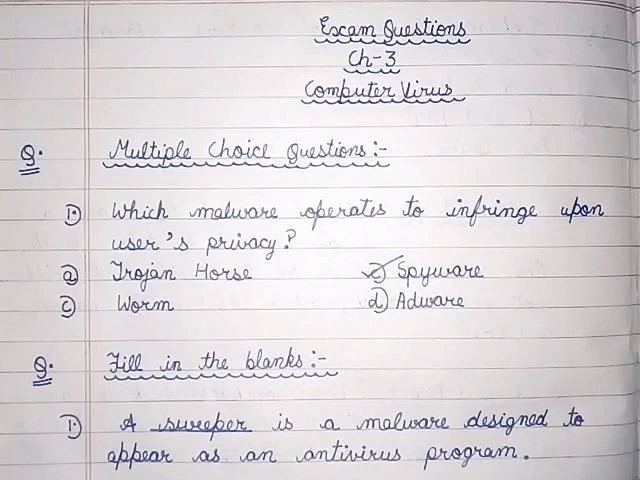 Exam Questions
Ch-3
Computer Virus
Q. Multiple Choice Questions:-
1. Which malware operates to infringe upon
user's privacy?
a) Trojan Horse c) Spyware
c) Worm d) Adware
Q. Fill in the blanks:-
1. A sweeper is a malware designed to
appear as an antivirus program.